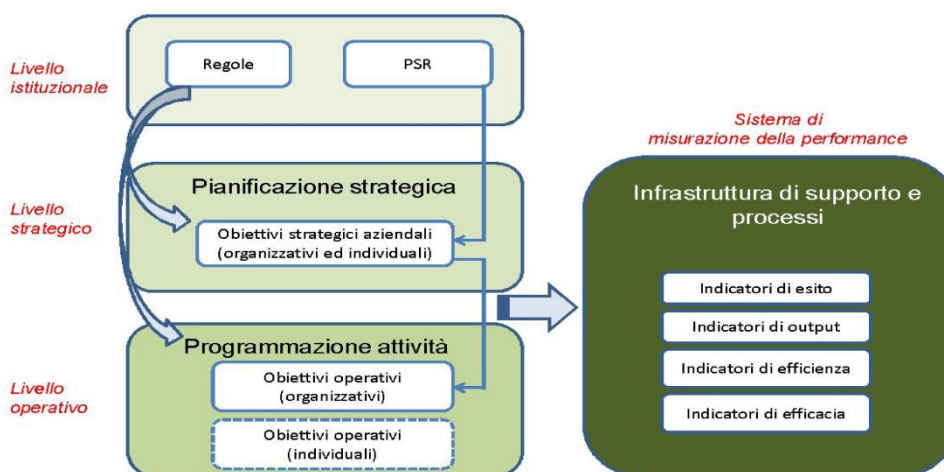 Livello
istituzionale
Regole
PSR
Sistema di
misurazione della performance
Livello
strategico
Pianificazione strategica
Obiettivi strategici aziendali
(organizzativi ed individuali)
Infrastruttura di supporto e
processi
Indicatori di esito
Indicatori di output
Indicatori di efficienza
Indicatori di efficacia
Livello
operativo
Programmazione attività
Obiettivi operativi
(organizzativi)
Obiettivi operativi
(individuali)